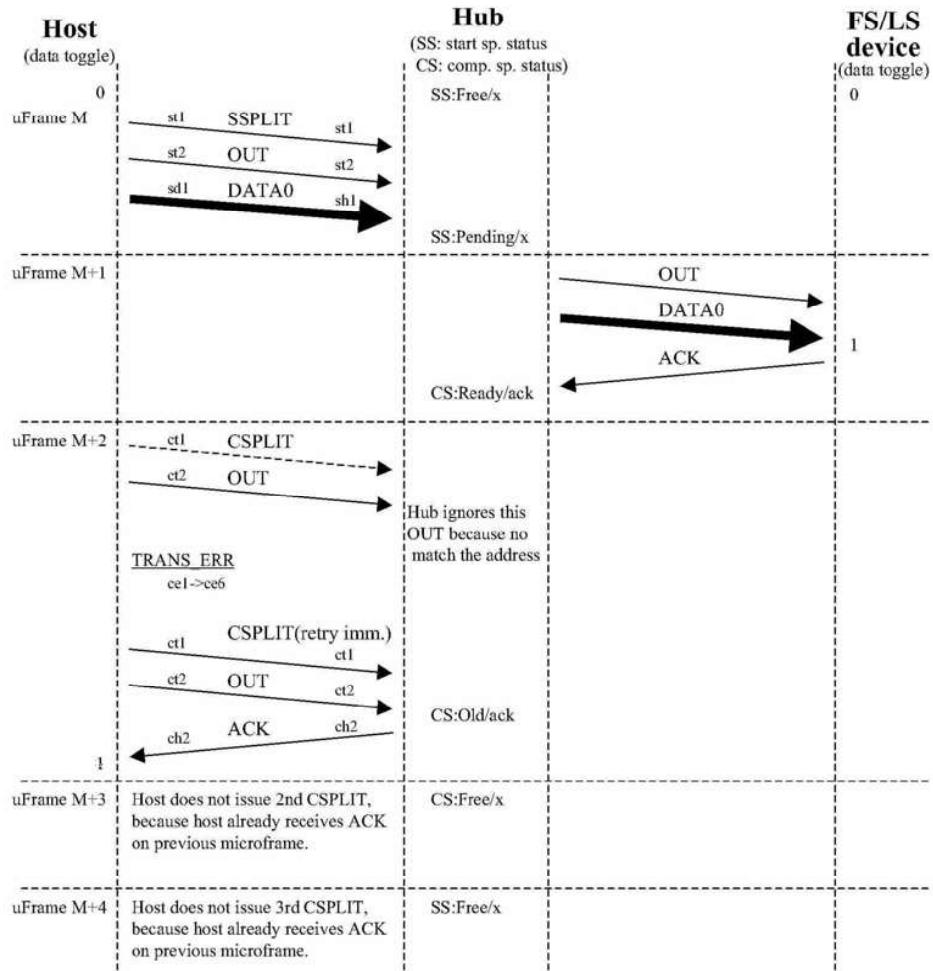 Host
(data toggle)
Hub
(SS: start sp. status
CS: comp. sp. status)
FS/LS
device
(data toggle)
0
SS:Free/x
0
uFrame M
st1 SSPLIT st1
st2 OUT st2
sd1 DATA0 sh1
SS:Pending/x
uFrame M+1
OUT
DATA0
1
ACK
CS:Ready/ack
uFrame M+2
ct1 CSPLIT
ct2 OUT
Hub ignores this
OUT because no
match the address
TRANS_ERR
ce1->ce6
CSPLIT(retry imm.)
ct1 ct1
ct2 OUT ct2
CS:Old/ack
ch2 ACK ch2
1
uFrame M+3
Host does not issue 2nd CSPLIT,
because host already receives ACK
on previous microframe.
CS:Free/x
uFrame M+4
Host does not issue 3rd CSPLIT,
because host already receives ACK
on previous microframe.
SS:Free/x